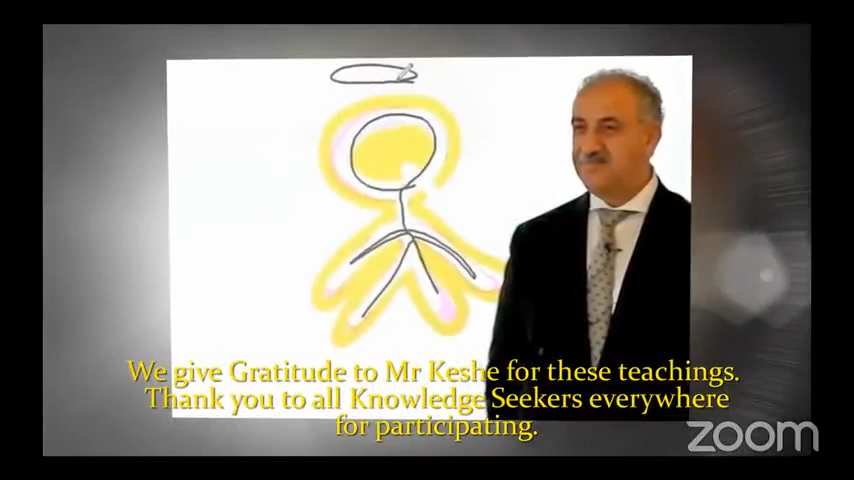 We give Gratitude to Mr Keshe for these teachings.
Thank you to all Knowledge Seekers everywhere
for participating.
zoom